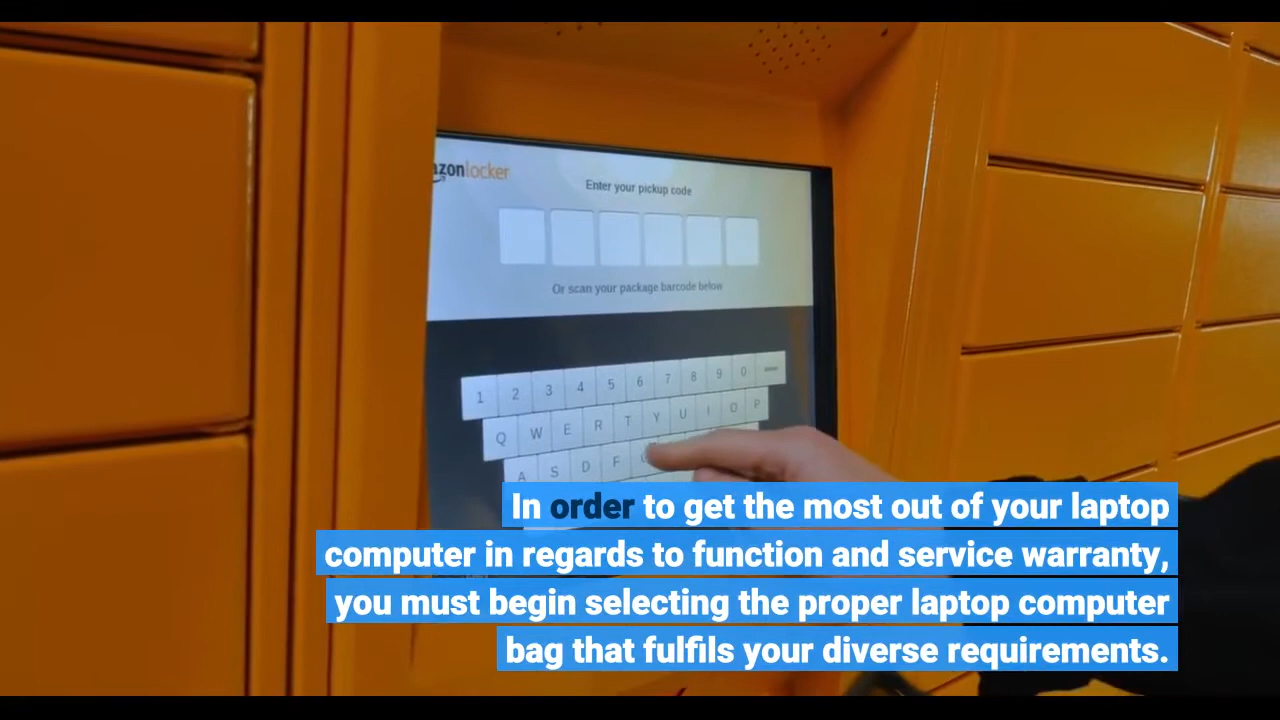 azonlocker
Enter your pickup code
Or scan your package barcode below
1 2 3 4 5 6 7 8 9 0
Q W E R T Y U I O P
A S D F
In order to get the most out of your laptop
computer in regards to function and service warranty,
you must begin selecting the proper laptop computer
bag that fulfils your diverse requirements.